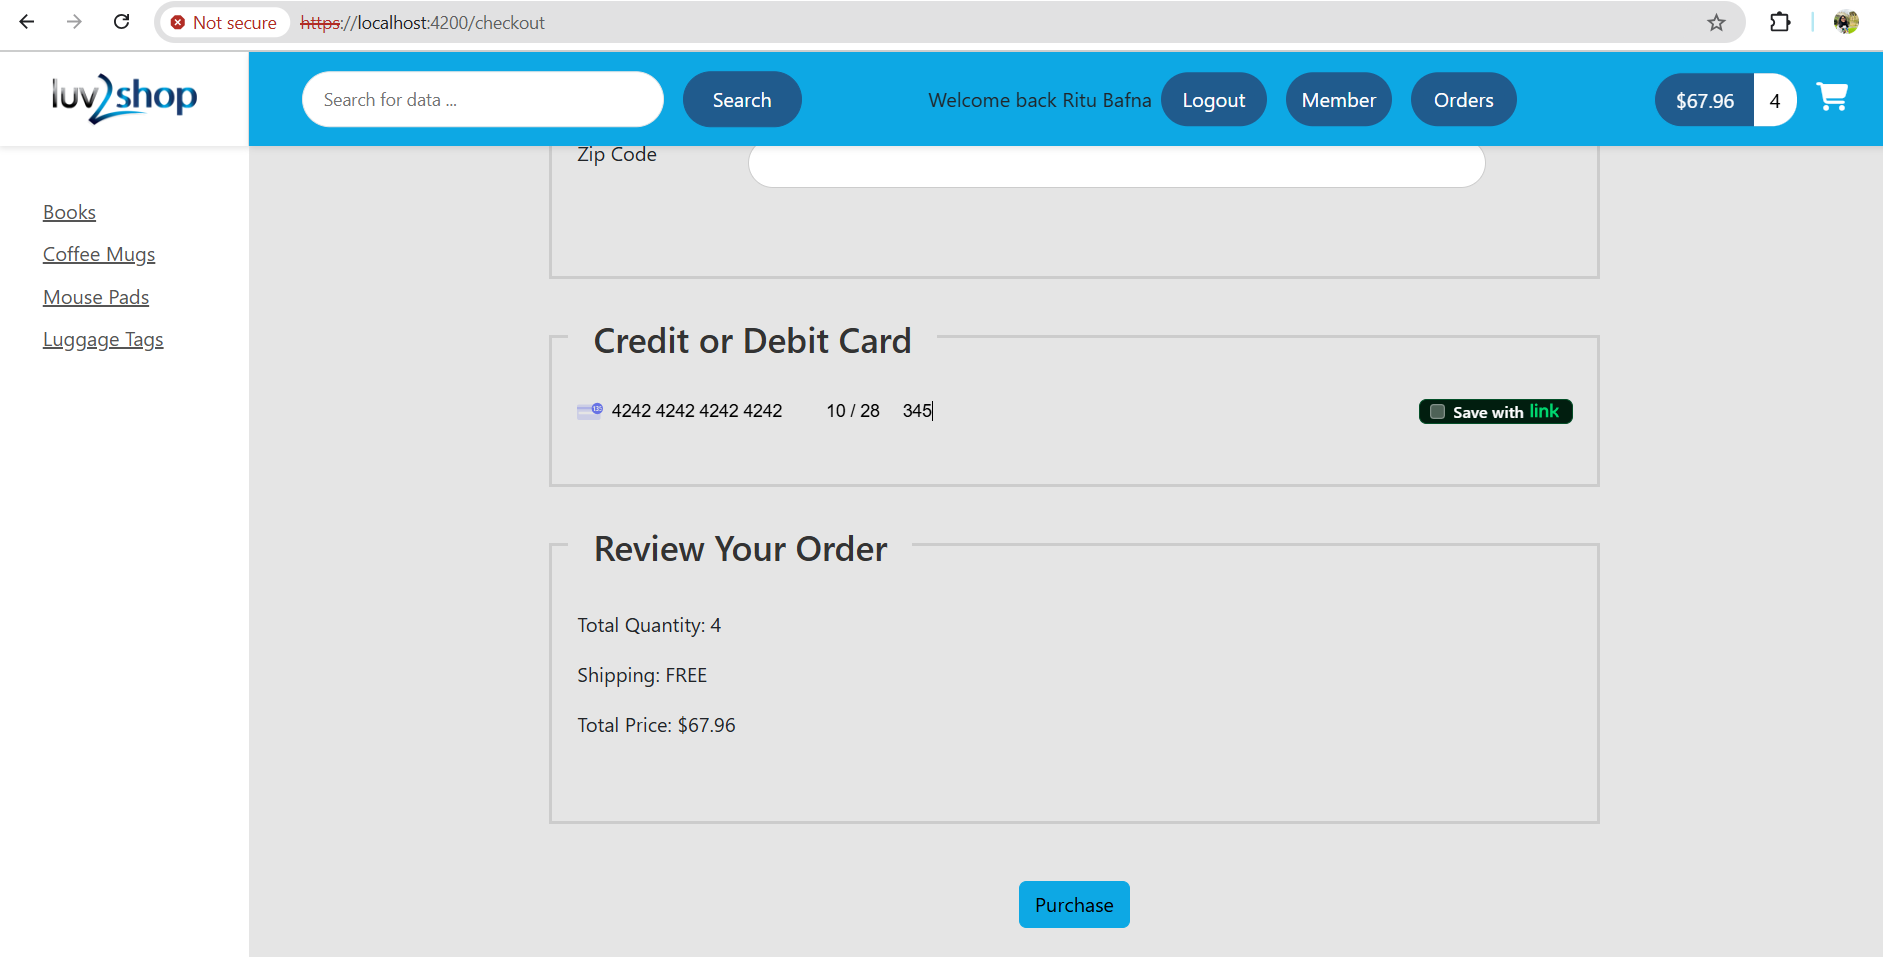 Not secure https://localhost:4200/checkout
luv2shop
Search for data ... Search Welcome back Ritu Bafna Logout Member Orders $67.96 4
Zip Code
Books
Coffee Mugs
Mouse Pads
Luggage Tags
Credit or Debit Card
4242 4242 4242 4242 10 / 28 345 Save with link
Review Your Order
Total Quantity: 4
Shipping: FREE
Total Price: $67.96
Purchase